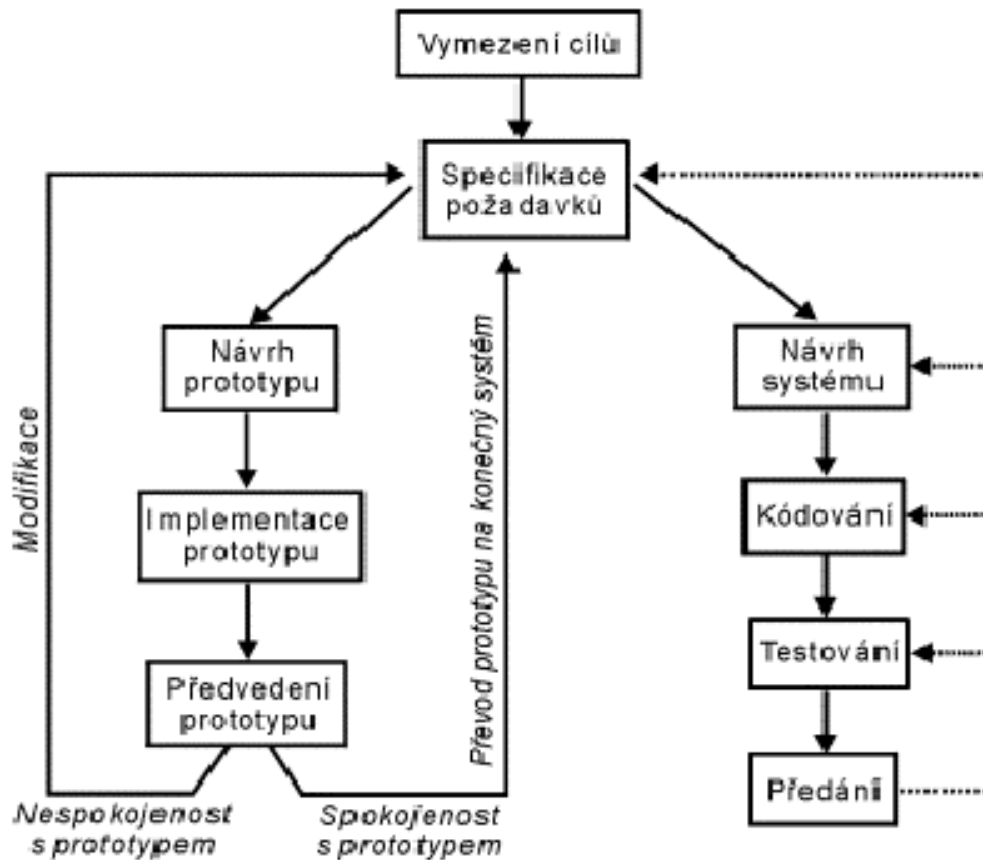 Vymezení cílů
Specifikace
požadavků
Návrh
prototypu
Implementace
prototypu
Předvedení
prototypu
Modifikace
Nespokojenost
s prototypem
Spokojenost
s prototypem
Převod prototypu na konečný systém
Návrh
systému
Kódování
Testování
Předání